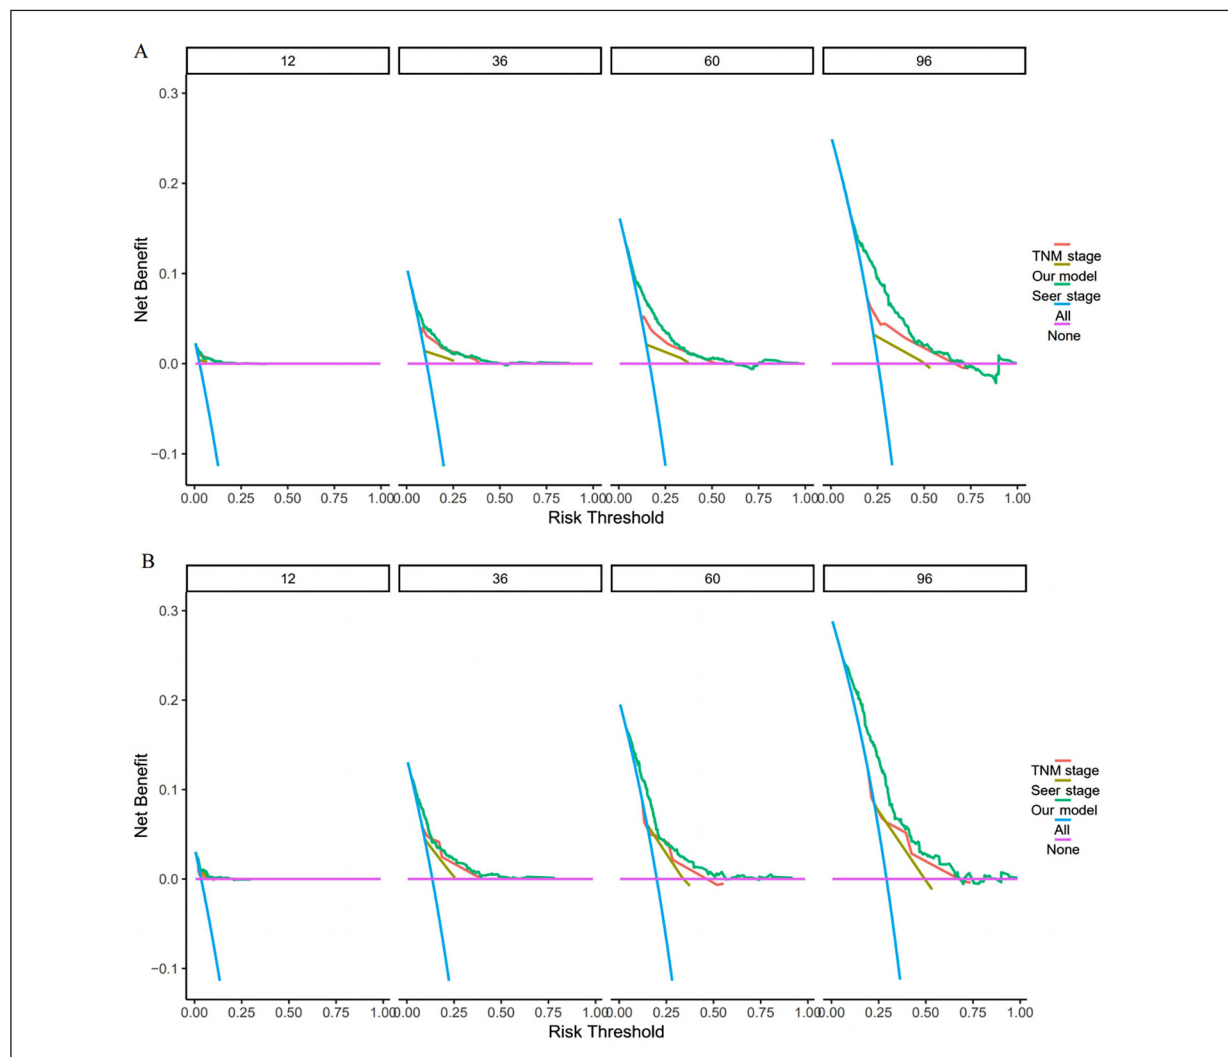 A
12 36 60 96
0.3
0.2
0.1
0.0
−0.1
Net Benefit
0.00 0.25 0.50 0.75 1.00 0.00 0.25 0.50 0.75 1.00 0.00 0.25 0.50 0.75 1.00 0.00 0.25 0.50 0.75 1.00
Risk Threshold
TNM stage
Our model
Seer stage
All
None
B
12 36 60 96
0.3
0.2
0.1
0.0
−0.1
Net Benefit
0.00 0.25 0.50 0.75 1.00 0.00 0.25 0.50 0.75 1.00 0.00 0.25 0.50 0.75 1.00 0.00 0.25 0.50 0.75 1.00
Risk Threshold
TNM stage
Seer stage
Our model
All
None